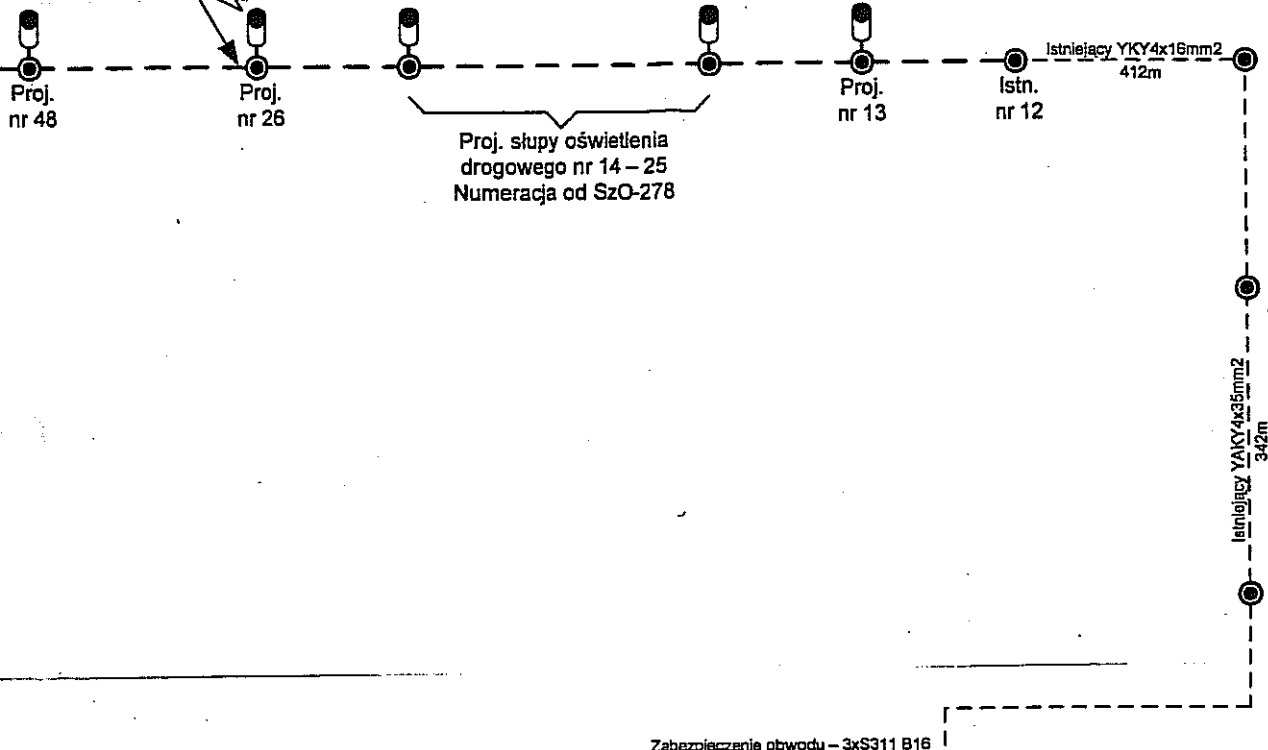 Istniejący YKY4x16mm2
412m
Proj.
nr 48
Proj.
nr 26
Proj.
nr 13
Istn.
nr 12
Proj. słupy oświetlenia
drogowego nr 14 – 25
Numeracja od SzO-278
Istniejący YAKY4x35mm2
342m
Zabezpieczenie obwodu – 3xS311 B16